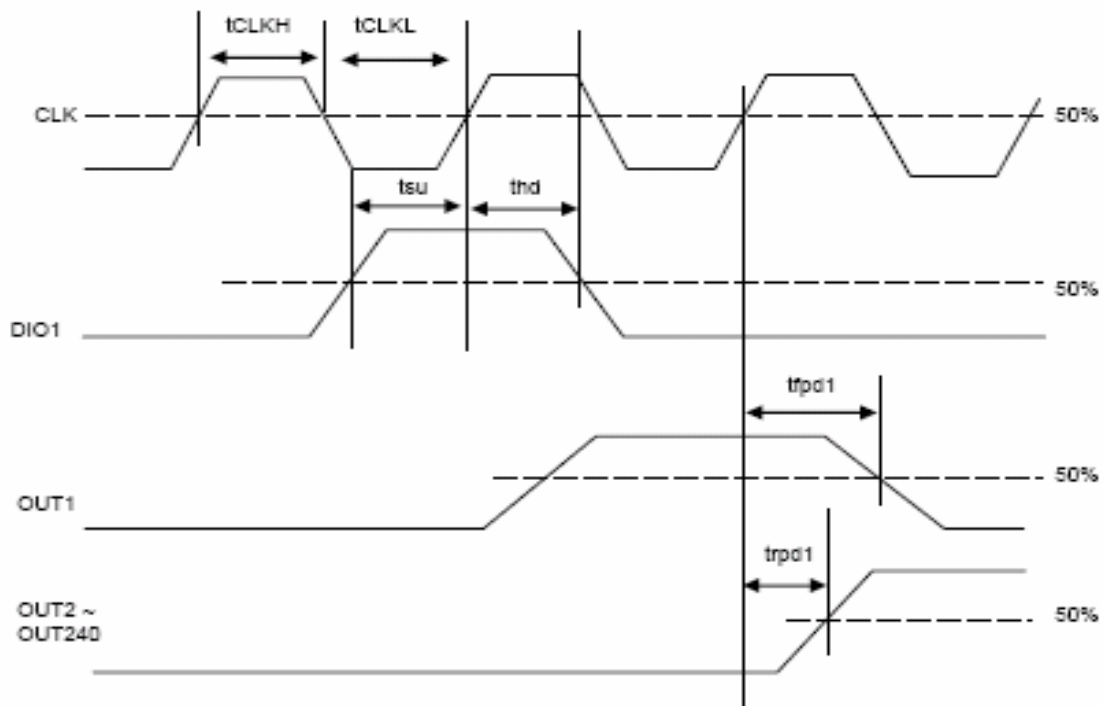 tCLKH tCLKL
CLK 50%
tsu thd
50%
DIO1
tfpd1
50%
OUT1
trpd1
OUT2 ~
50%
OUT240